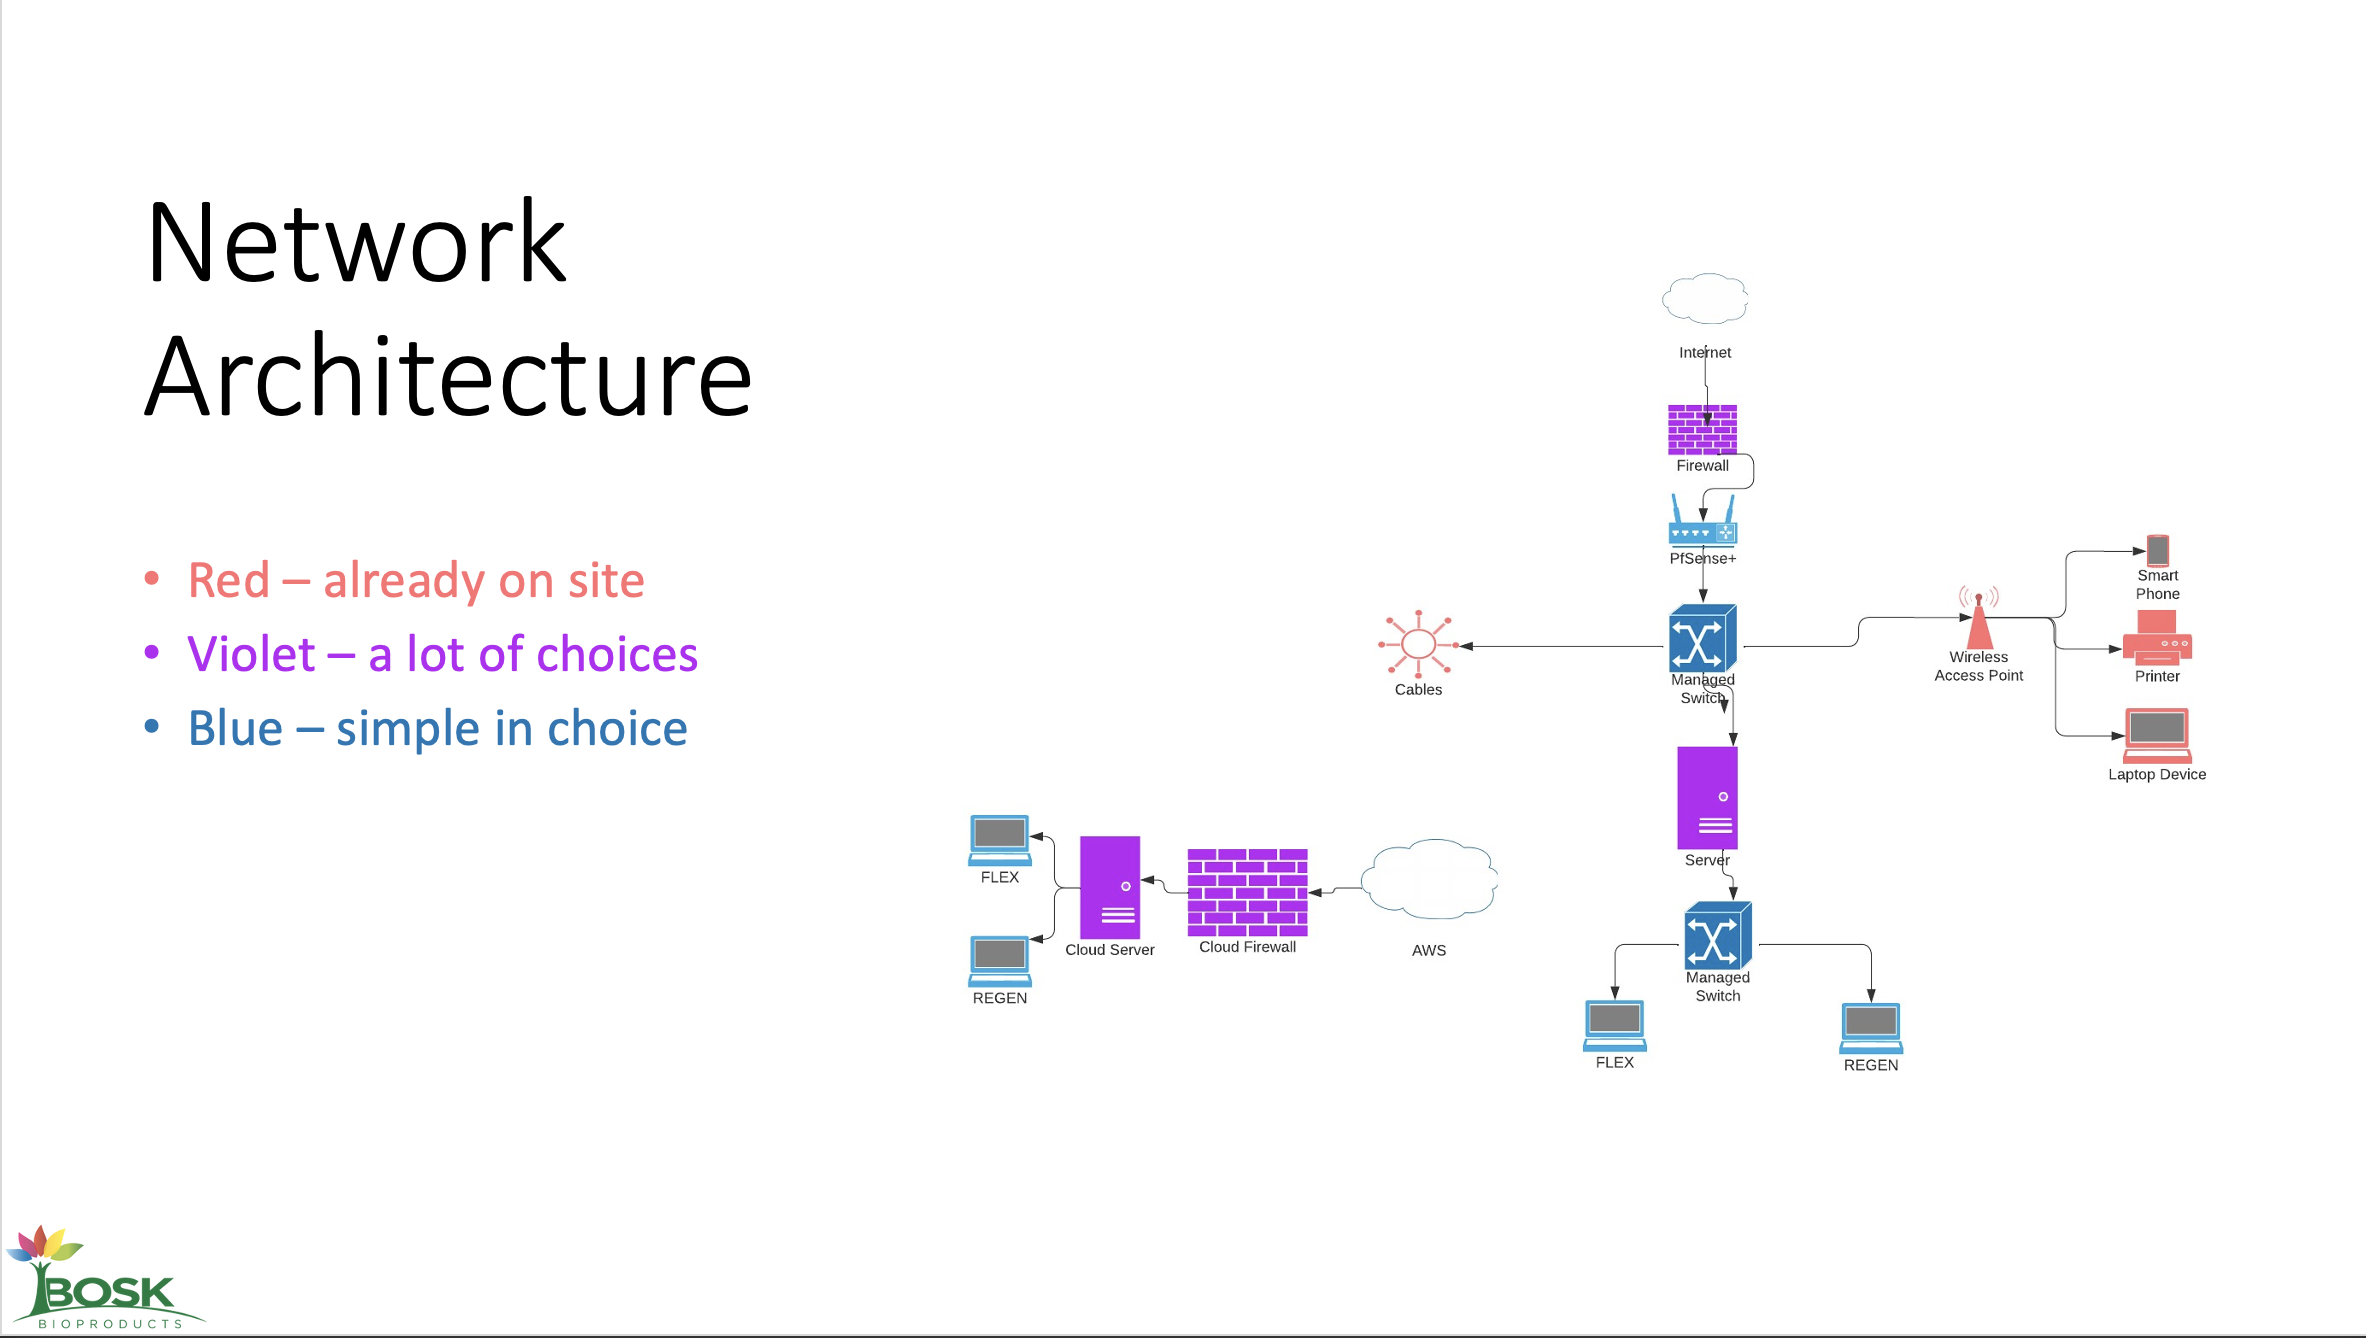 Network
Architecture
• Red – already on site
• Violet – a lot of choices
• Blue – simple in choice
Internet
Firewall
PfSense+
Managed
Switch
Cables
Wireless
Access Point
Smart
Phone
Printer
Laptop Device
Server
Managed
Switch
FLEX
REGEN
FLEX
REGEN
Cloud Server
Cloud Firewall
AWS
BOSK
BIOPRODUCTS